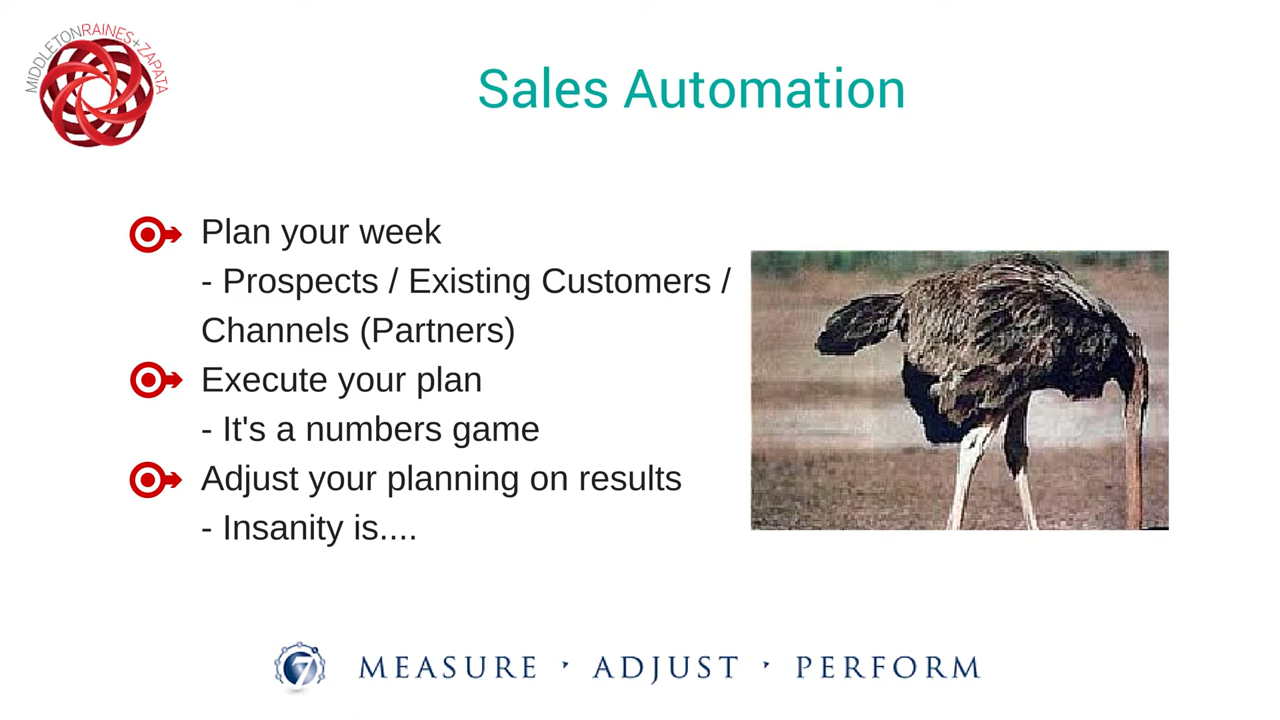 MIDDLETONRAINES+ZAPATA
Sales Automation
Plan your week
- Prospects / Existing Customers /
Channels (Partners)
Execute your plan
- It's a numbers game
Adjust your planning on results
- Insanity is....
7
MEASURE ‣ ADJUST ‣ PERFORM